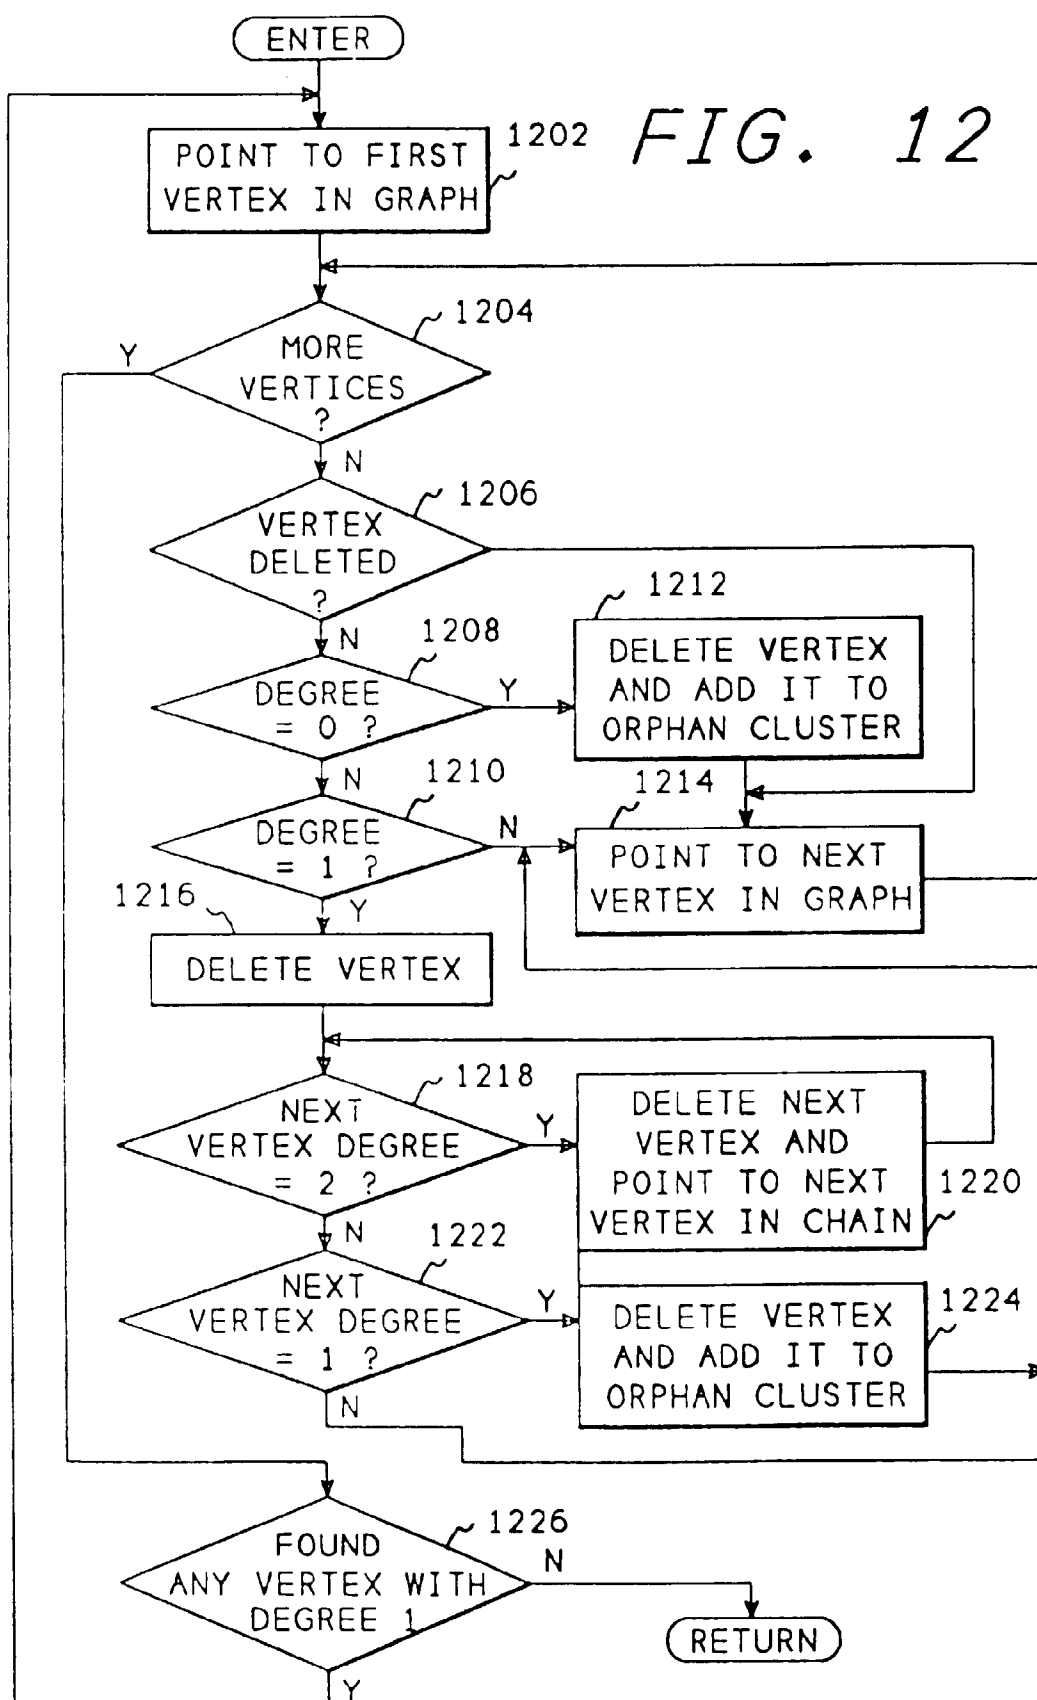 ENTER
FIG. 12
1202
POINT TO FIRST
VERTEX IN GRAPH
1204
Y
MORE
VERTICES
?
N
1206
VERTEX
DELETED
?
N
1208
DEGREE
= 0 ?
Y
1212
DELETE VERTEX
AND ADD IT TO
ORPHAN CLUSTER
N
1210
DEGREE
= 1 ?
N
1214
POINT TO NEXT
VERTEX IN GRAPH
Y
1216
DELETE VERTEX
1218
NEXT
VERTEX DEGREE
= 2 ?
Y
DELETE NEXT
VERTEX AND
POINT TO NEXT
VERTEX IN CHAIN
1220
N
1222
NEXT
VERTEX DEGREE
= 1 ?
Y
DELETE VERTEX
AND ADD IT TO
ORPHAN CLUSTER
1224
N
1226
FOUND
ANY VERTEX WITH
DEGREE 1
N
RETURN
Y